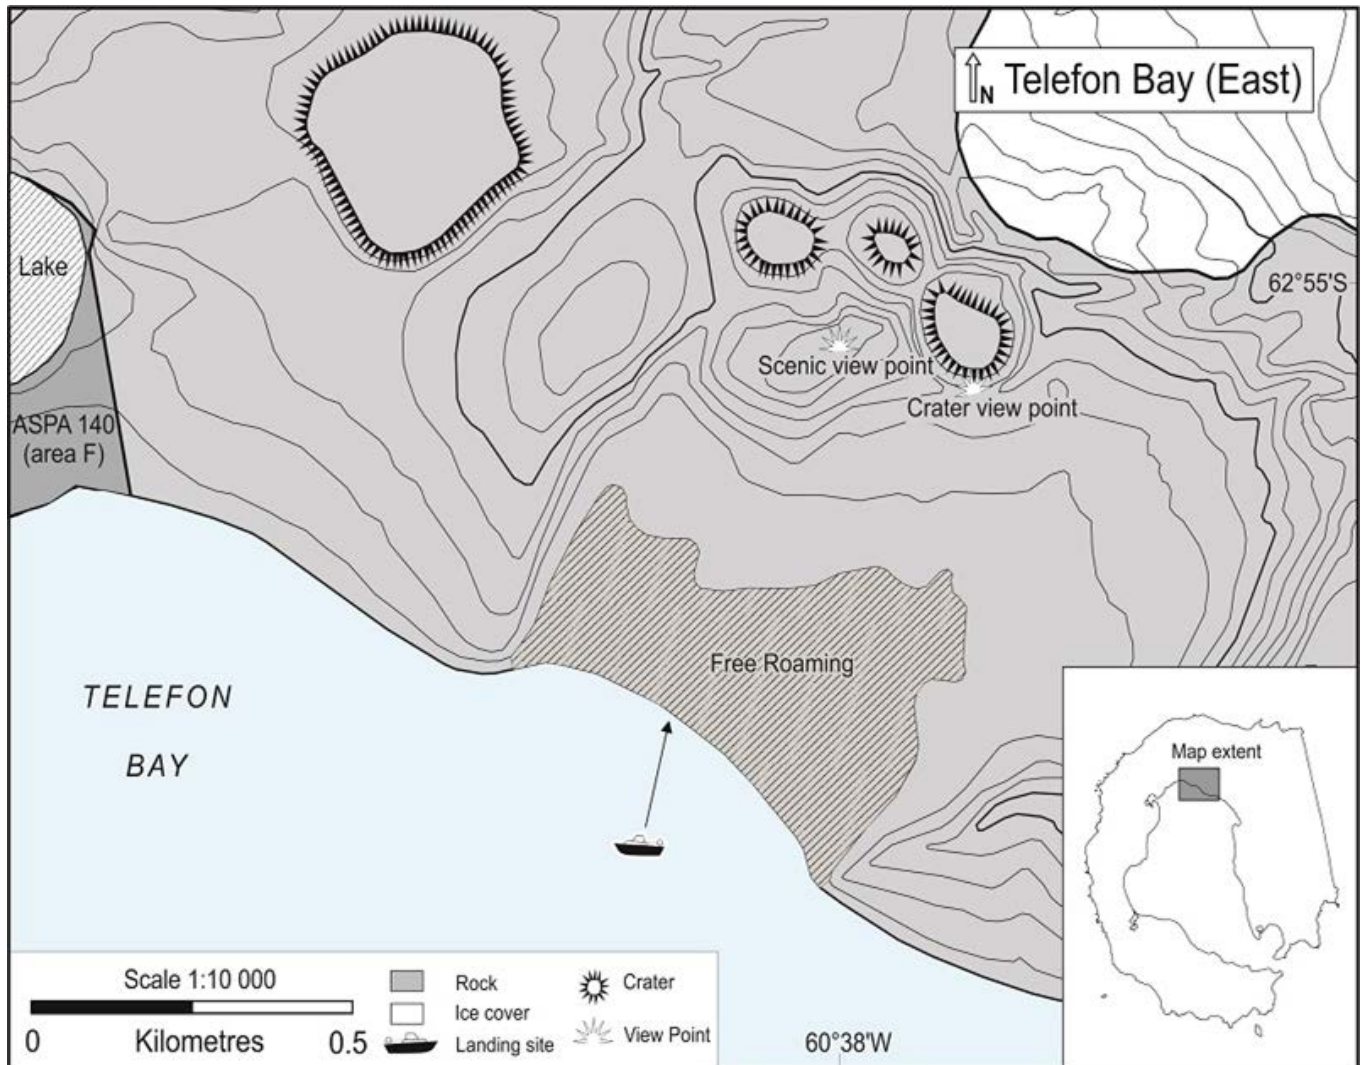 N
Telefon Bay (East)
62°55'S
Lake
Scenic view point
Crater view point
ASPA 140
(area F)
Free Roaming
TELEFON
BAY
Map extent
Scale 1:10 000
0
Kilometres
0.5
Rock
Ice cover
Landing site
Crater
View Point
60°38'W